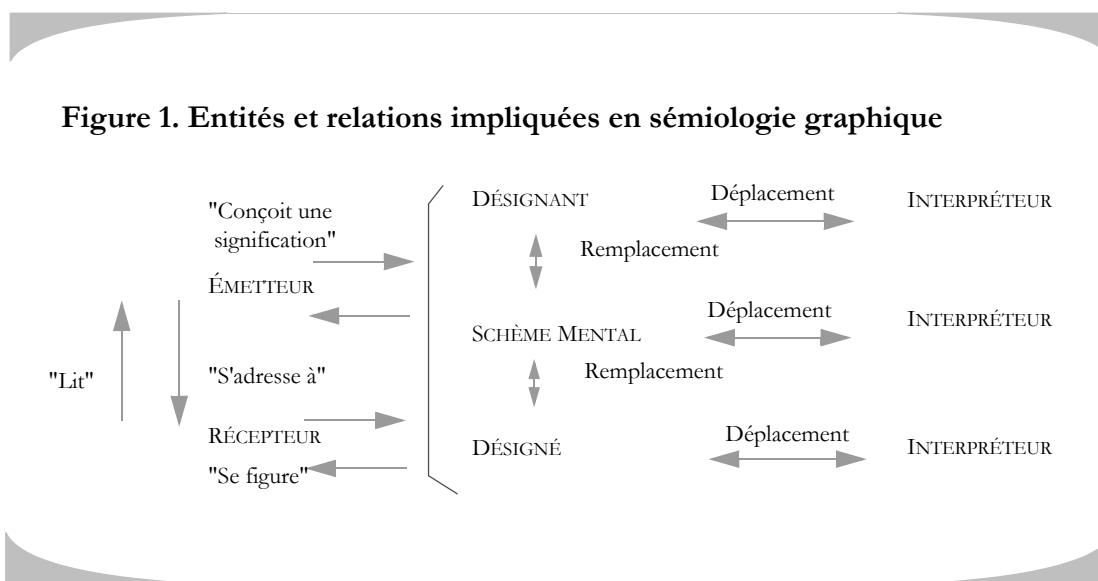 Figure 1. Entités et relations impliquées en sémiologie graphique
DÉSIGNANT
Déplacement
INTERPRÉTEUR
"Conçoit une
signification"
Remplacement
ÉMETTEUR
SCHÈME MENTAL
Déplacement
INTERPRÉTEUR
"Lit"
"S'adresse à"
Remplacement
RÉCEPTEUR
DÉSIGNÉ
Déplacement
INTERPRÉTEUR
"Se figure"